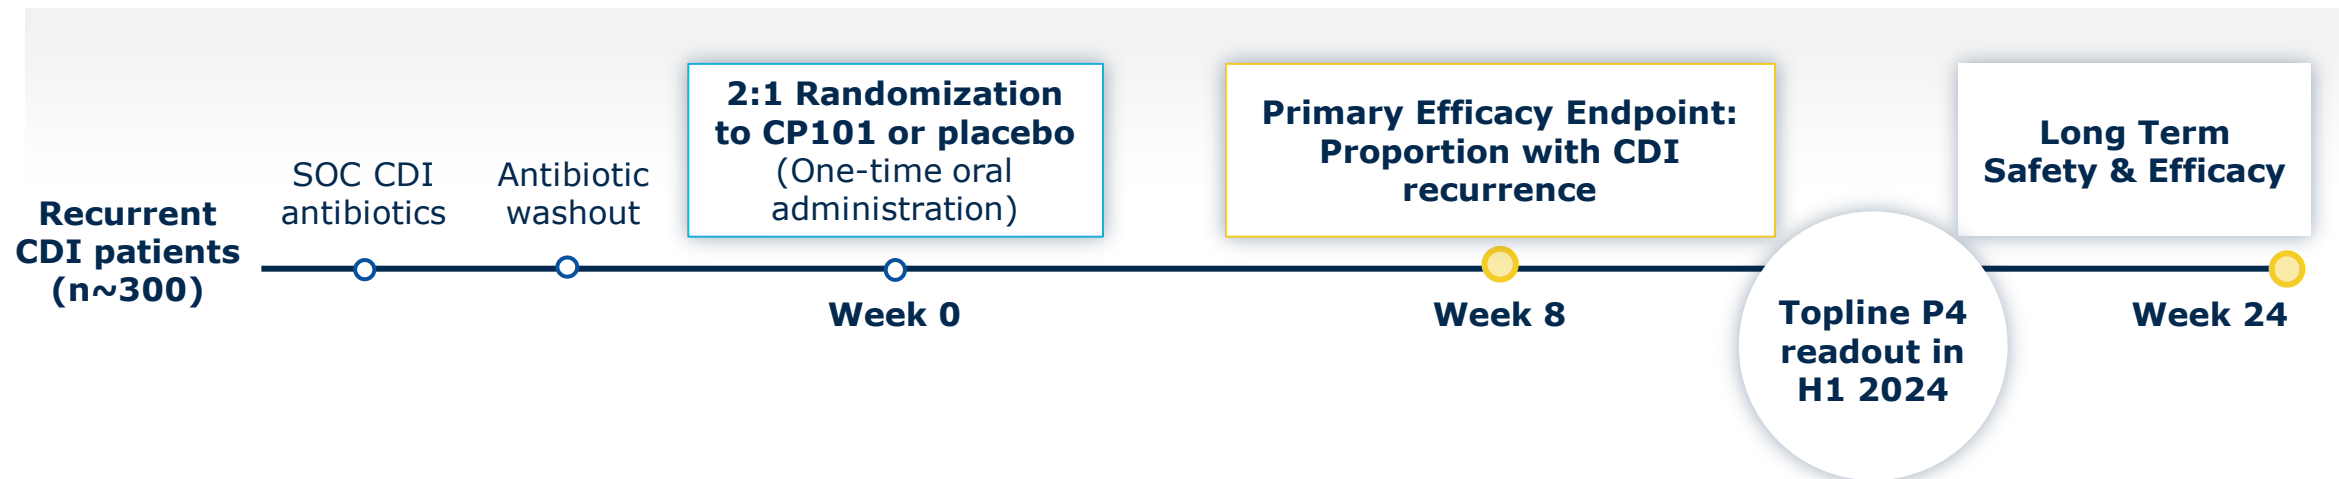 Recurrent
CDI patients
(n~300)
SOC CDI
antibiotics
Antibiotic
washout
2:1 Randomization
to CP101 or placebo
(One-time oral
administration)
Week 0
Primary Efficacy Endpoint:
Proportion with CDI
recurrence
Week 8
Topline P4
readout in
H1 2024
Long Term
Safety & Efficacy
Week 24